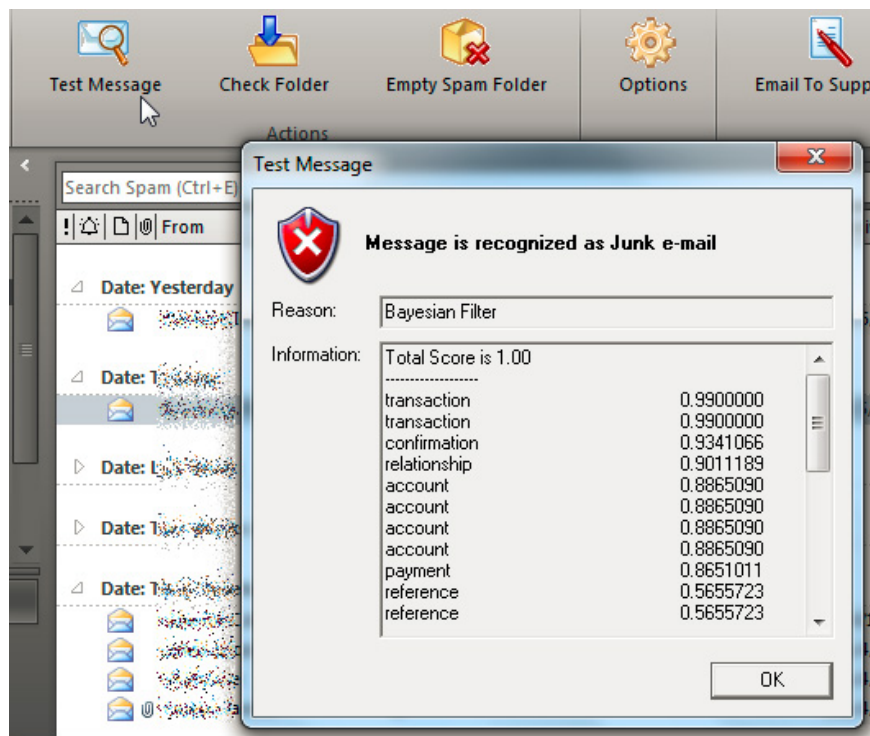 Test Message
Check Folder
Empty Spam Folder
Options
Email To Supp
Actions
Search Spam (Ctrl+E)
! From
Date: Yesterday
Date: T
Date: L
Date: T
Date: T
Test Message
Message is recognized as Junk e-mail
Reason: Bayesian Filter
Information: Total Score is 1.00
-------------------
transaction 0.9900000
transaction 0.9900000
confirmation 0.9341066
relationship 0.9011189
account 0.8865090
account 0.8865090
account 0.8865090
account 0.8865090
payment 0.8651011
reference 0.5655723
reference 0.5655723
OK